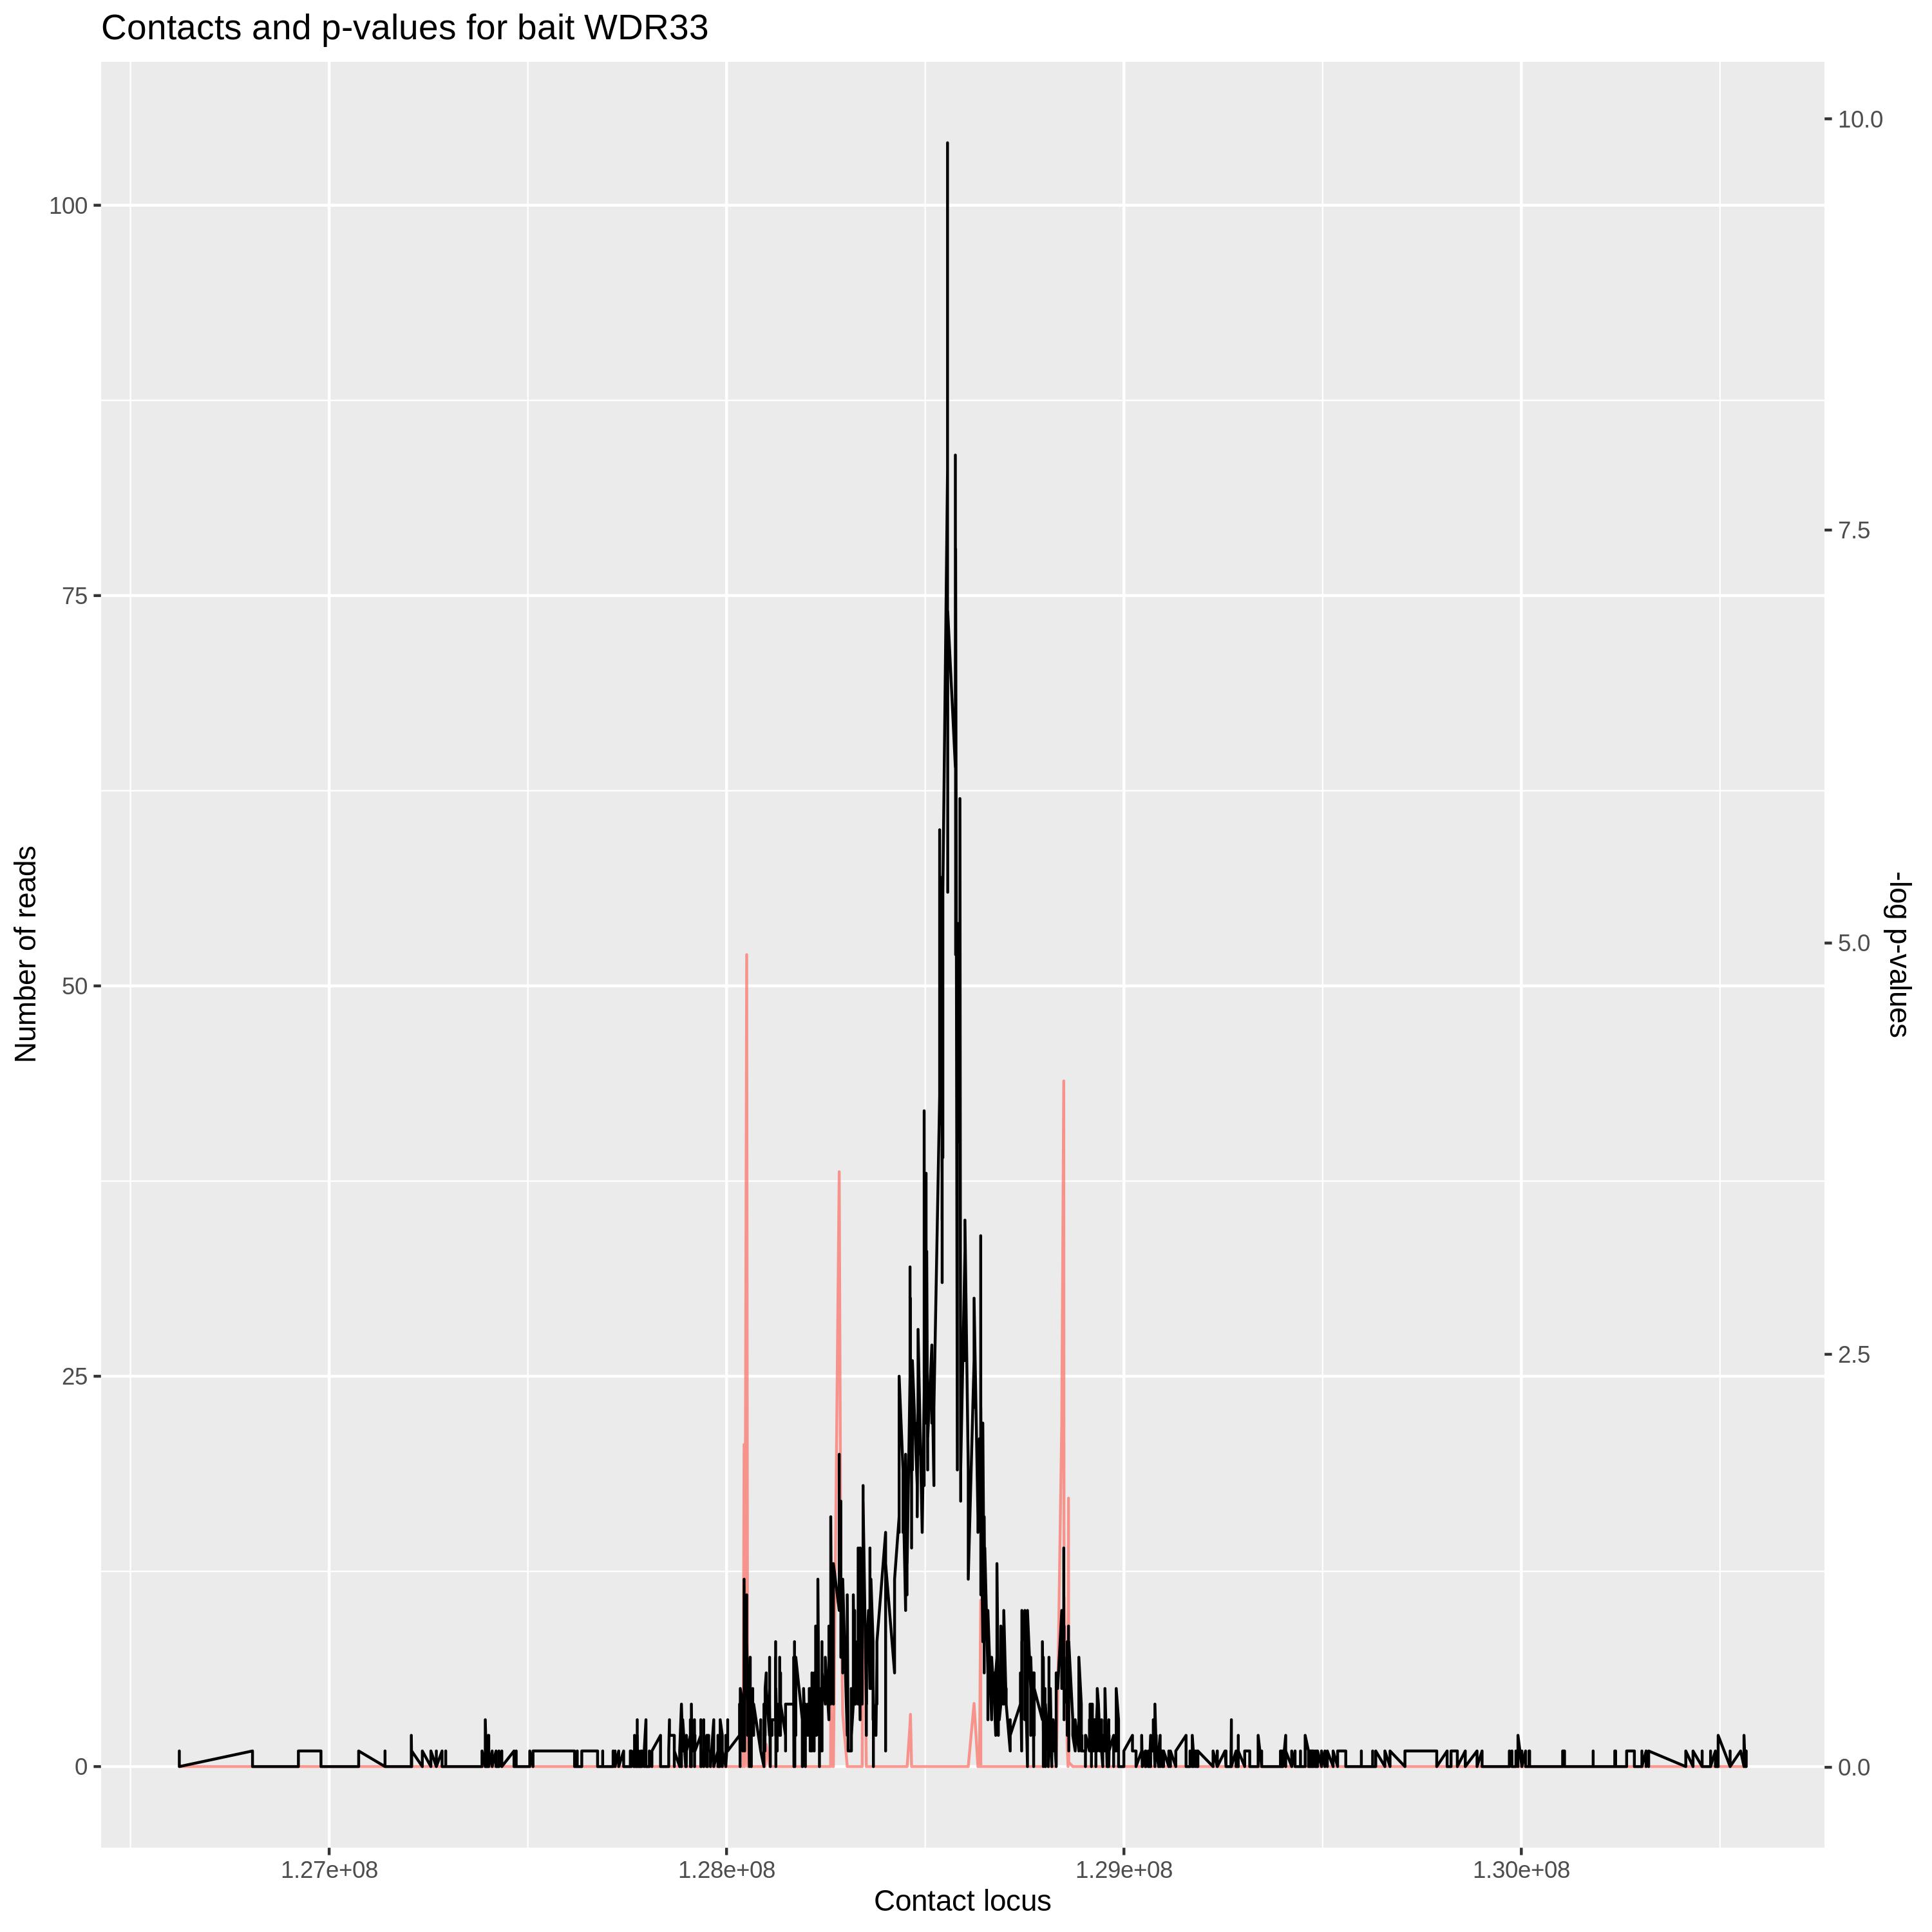 Contacts and p-values for bait WDR33
Number of reads
100
75
50
25
0
10.0
7.5
5.0
2.5
0.0
-log p-values
1.27e+08
1.28e+08
1.29e+08
1.30e+08
Contact locus